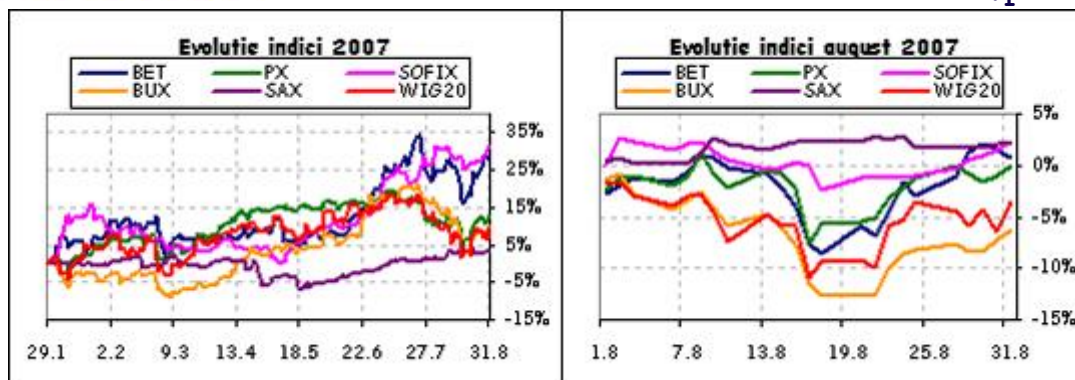 Evolutie indici 2007
BET PX SOFIX
BUX SAX WIG20
35%
25%
15%
5%
-5%
-15%
29.1 2.2 9.3 13.4 18.5 22.6 27.7 31.8
Evolutie indici august 2007
BET PX SOFIX
BUX SAX WIG20
5%
0%
-5%
-10%
-15%
1.8 7.8 13.8 19.8 25.8 31.8